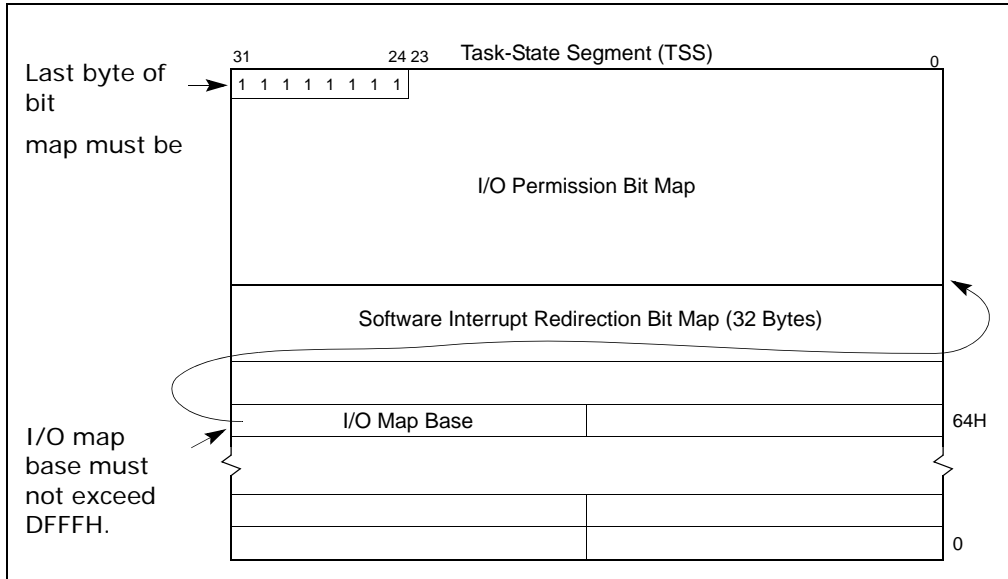 Task-State Segment (TSS)
31
24 23
0
Last byte of
bit
map must be
1 1 1 1 1 1 1 1
I/O Permission Bit Map
Software Interrupt Redirection Bit Map (32 Bytes)
I/O Map Base
64H
I/O map
base must
not exceed
DFFFH.
0